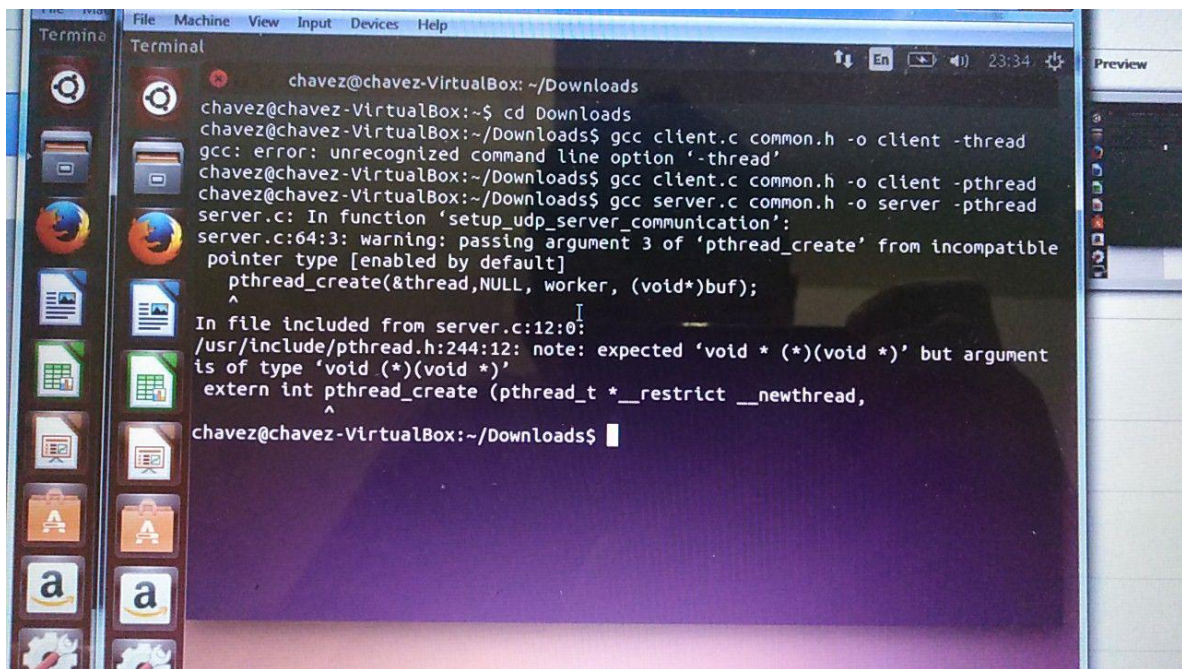 File Machine View Input Devices Help
Termina
Terminal
En
23:34
Preview
chavez@chavez-VirtualBox: ~/Downloads
chavez@chavez-VirtualBox:~$ cd Downloads
chavez@chavez-VirtualBox:~/Downloads$ gcc client.c common.h -o client -thread
gcc: error: unrecognized command line option ‘-thread’
chavez@chavez-VirtualBox:~/Downloads$ gcc client.c common.h -o client -pthread
chavez@chavez-VirtualBox:~/Downloads$ gcc server.c common.h -o server -pthread
server.c: In function ‘setup_udp_server_communication’:
server.c:64:3: warning: passing argument 3 of ‘pthread_create’ from incompatible
pointer type [enabled by default]
pthread_create(&thread,NULL, worker, (void*)buf);
^
In file included from server.c:12:0:
/usr/include/pthread.h:244:12: note: expected ‘void * (*)(void *)’ but argument
is of type ‘void (*)(void *)’
extern int pthread_create (pthread_t *__restrict __newthread,
^
chavez@chavez-VirtualBox:~/Downloads$
A
A
a
a